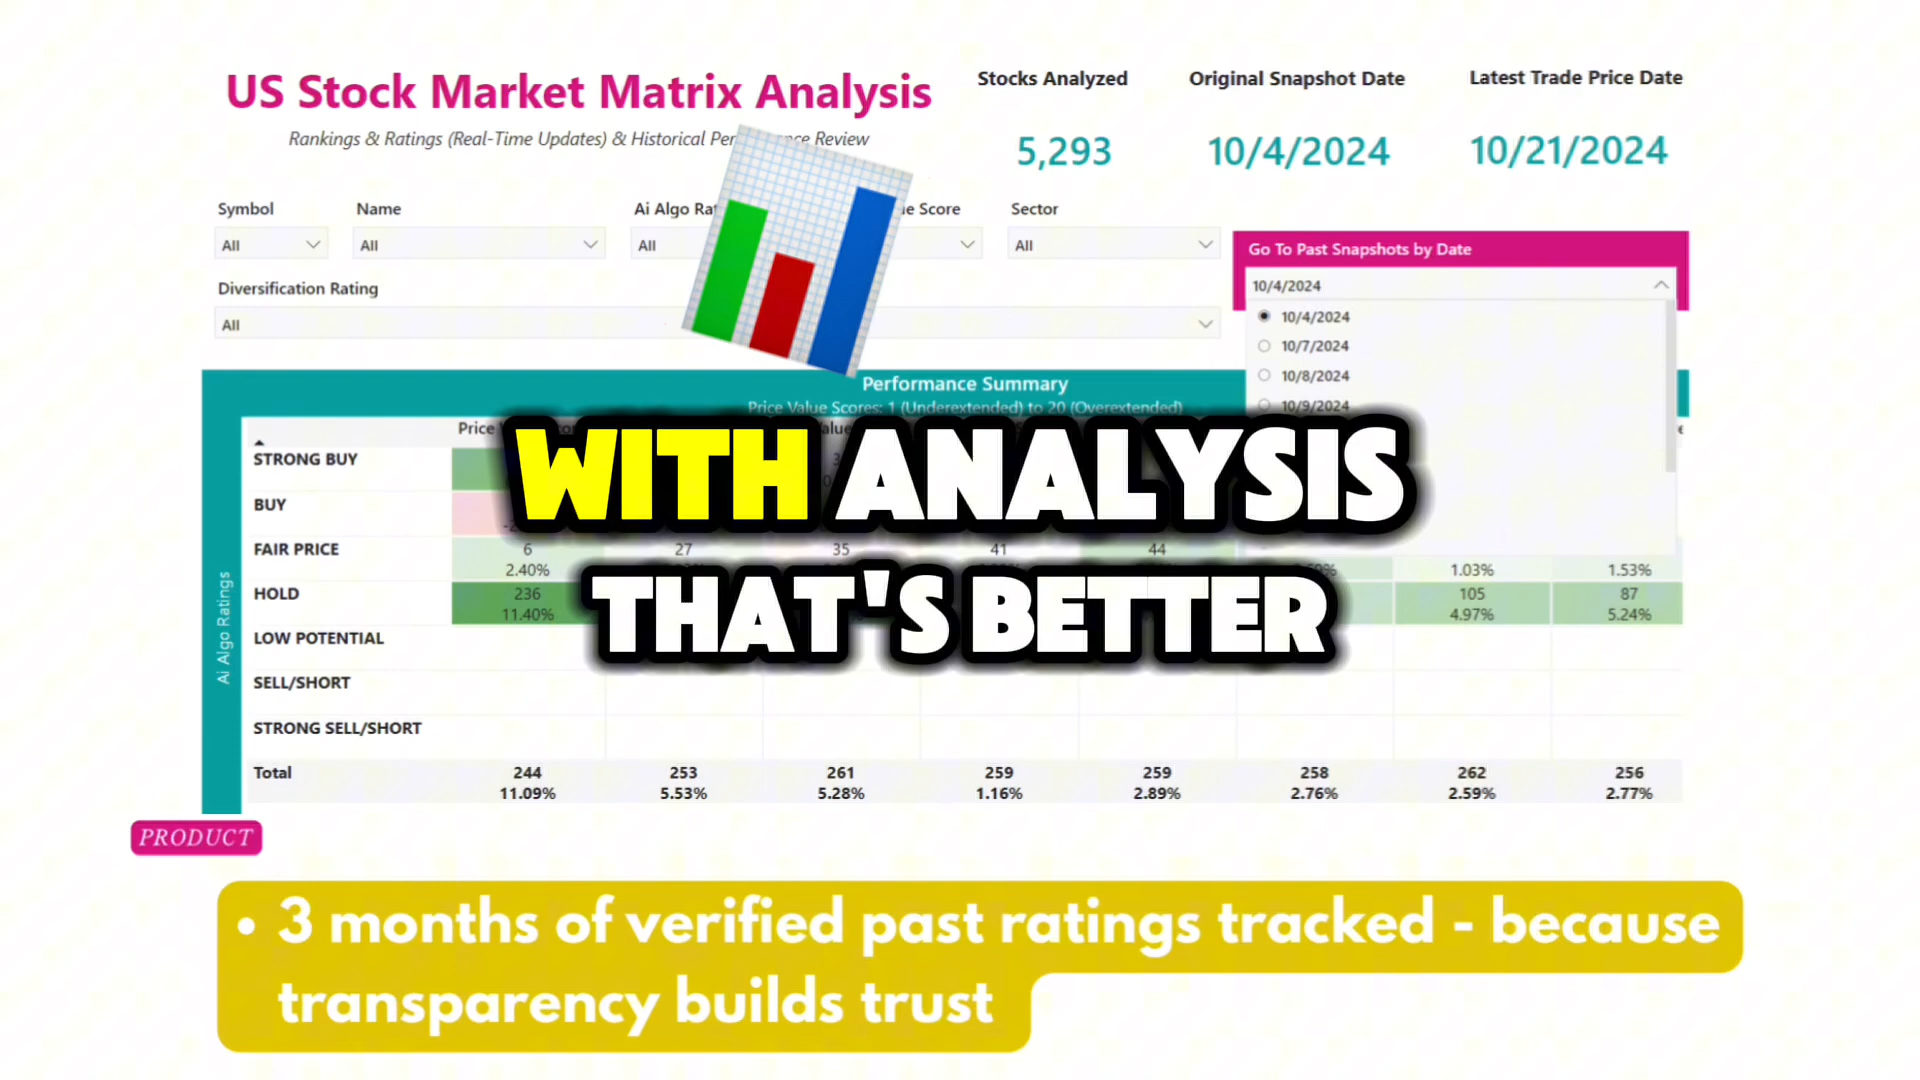 US Stock Market Matrix Analysis
Rankings & Ratings (Real-Time Updates) & Historical Review
Stocks Analyzed
5,293
Original Snapshot Date
10/4/2024
Latest Trade Price Date
10/21/2024
Symbol
All
Name
All
Ai Algo
All
Score
Sector
All
Diversification Rating
All
Go To Past Snapshots by Date
10/4/2024
10/4/2024
10/7/2024
10/8/2024
10/9/2024
Performance Summary
Price Value Scores: 1 (Underextended) to 20 (Overextended)
Ai Algo Ratings
Price
STRONG BUY
BUY
FAIR PRICE 6 27 35 41 44
2.40% 1.03% 1.53%
HOLD 236 105 87
11.40% 4.97% 5.24%
LOW POTENTIAL
SELL/SHORT
STRONG SELL/SHORT
Total 244 253 261 259 259 258 262 256
11.09% 5.53% 5.28% 1.16% 2.89% 2.76% 2.59% 2.77%
WITH ANALYSIS
THAT'S BETTER
PRODUCT
• 3 months of verified past ratings tracked - because
transparency builds trust